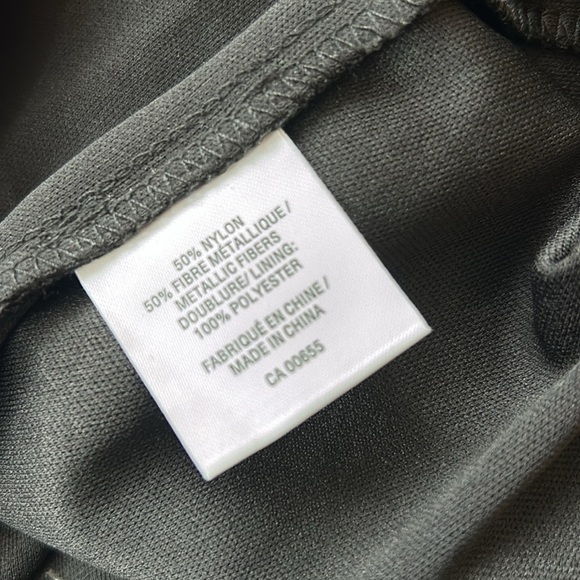 50% NYLON
50% FIBRE MÉTALLIQUE /
METALLIC FIBERS
DOUBLURE / LINING:
100% POLYESTER
FABRIQUÉ EN CHINE /
MADE IN CHINA
CA 00655